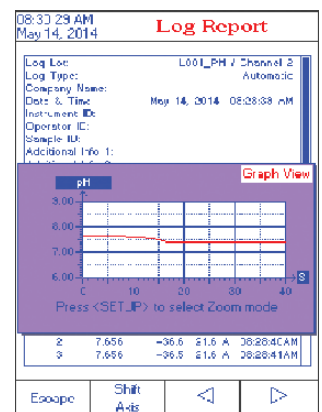 08:30:29 AM
May 14, 2014
Log Report
Log Lot: L001_PH / Channel 2
Log Type: Automatic
Company Name:
Date & Time May 14, 2014 08:28:38 AM
Instrument ID:
Operator ID:
Sample ID:
Additional Info 1:
Graph View
pH
9.00
8.00
7.00
6.00
0 10 20 30 40 S
Press <SETUP> to select Zoom mode
2 7.656 -36.6 21.6 A 08:28:40AM
3 7.656 -36.5 21.6 A 08:28:41AM
Escape
Shift
Axis